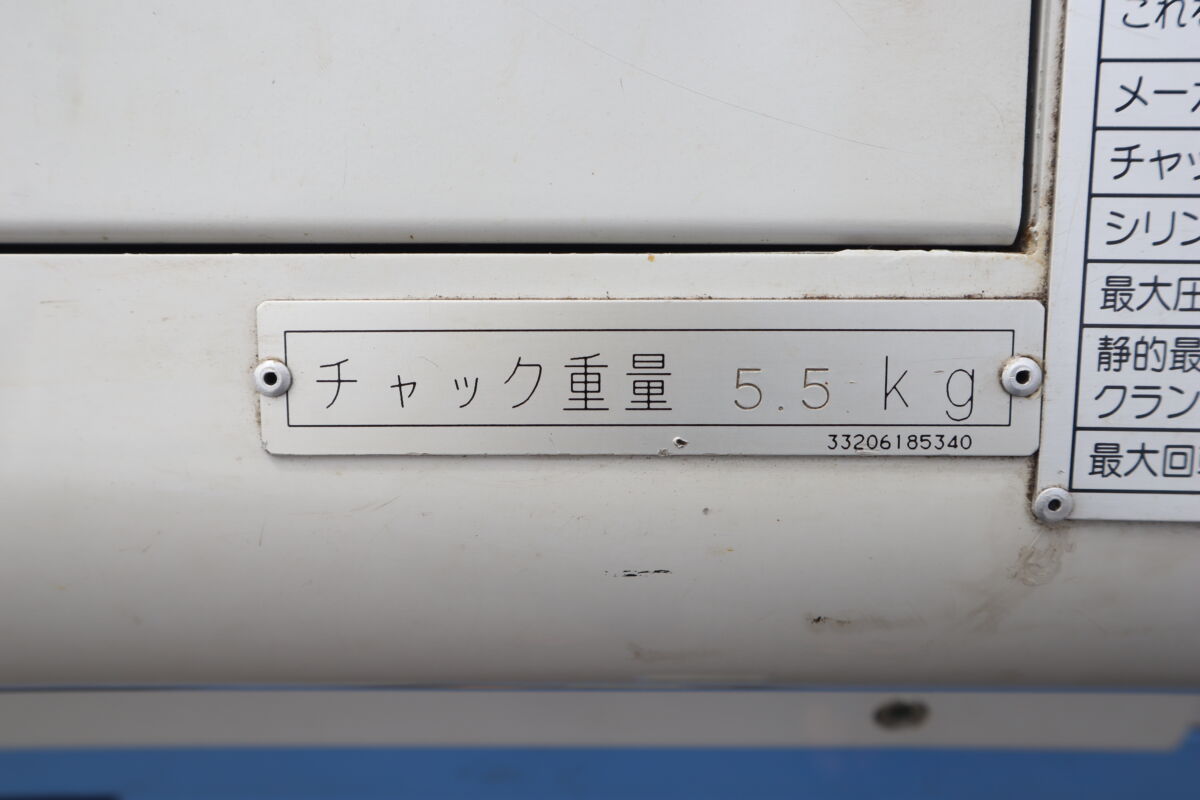 チャック重量 5.5 kg
33206185340
これ
メー
チャッ
シリン
最大圧
静的最
クラン
最大回